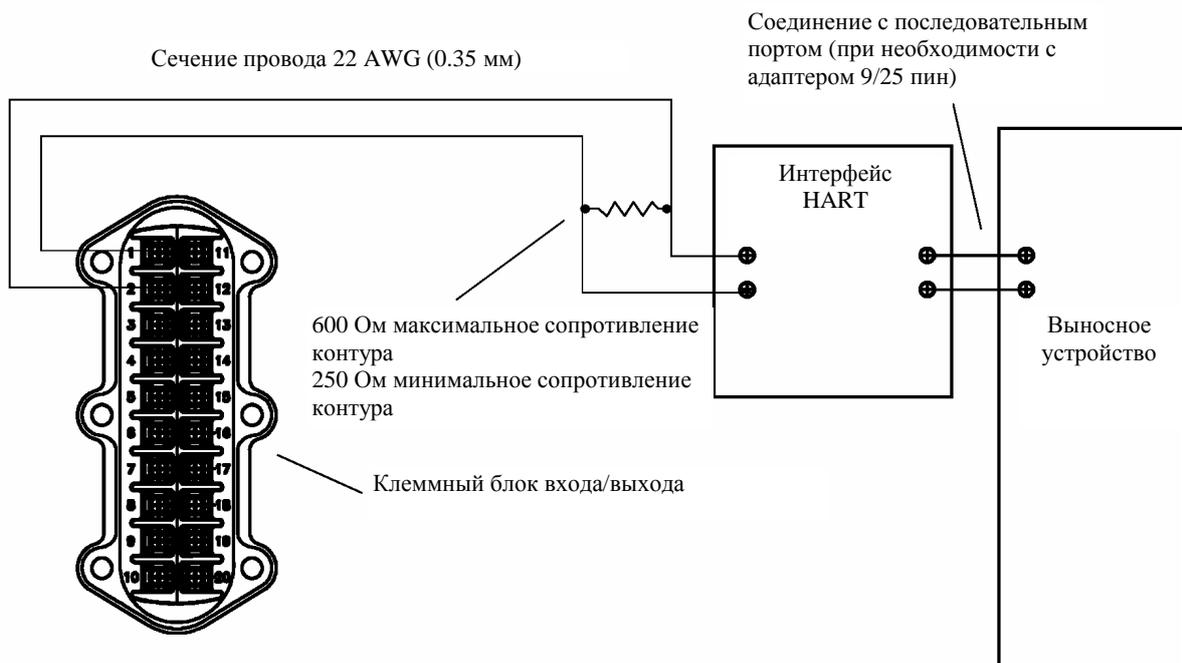 Соединение с последовательным
портом (при необходимости с
адаптером 9/25 пин)
Сечение провода 22 AWG (0.35 мм)
Интерфейс
HART
600 Ом максимальное сопротивление
контура
250 Ом минимальное сопротивление
контура
Выносное
устройство
Клеммный блок входа/выхода
1 11
2 12
3 13
4 14
5 15
6 16
7 17
8 18
9 19
10 20